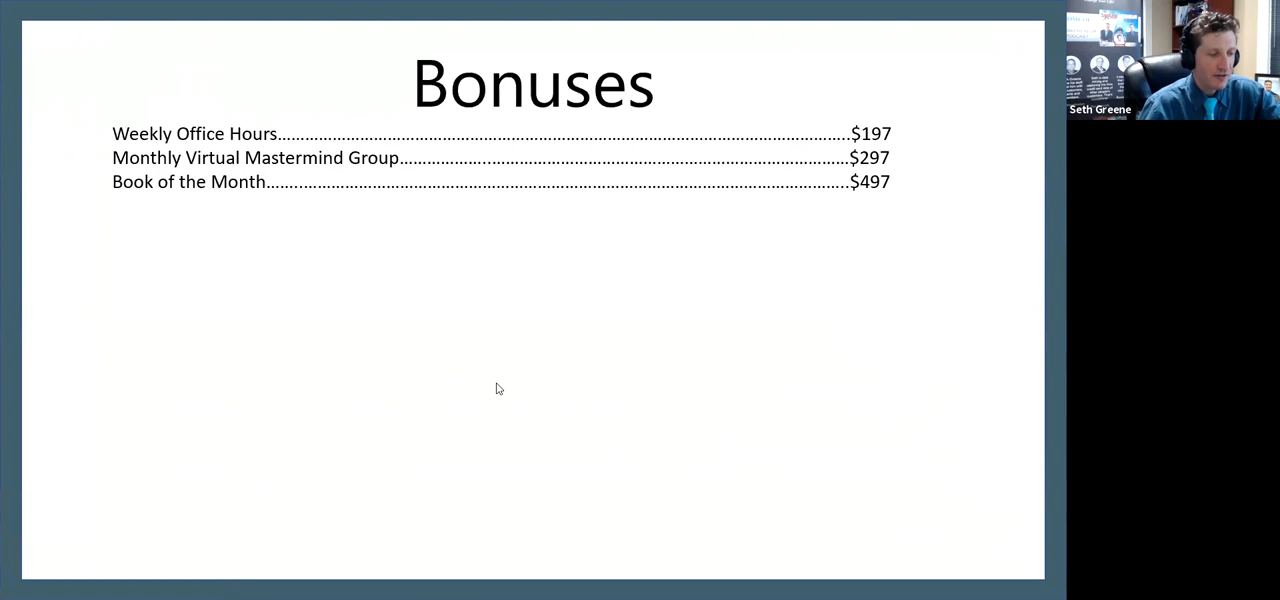 Bonuses
Weekly Office Hours……………………………………………………………………………………………..$197
Monthly Virtual Mastermind Group……………..…………………………………………………………$297
Book of the Month……..………………………………………………………………………………………..$497
Seth Greene